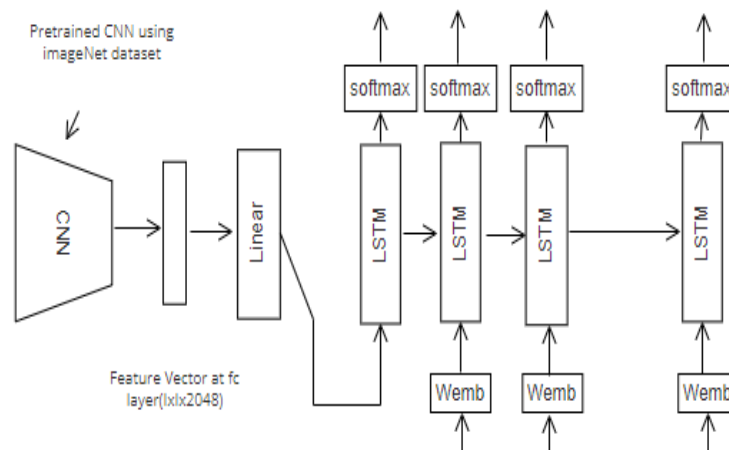 Pretrained CNN using
imageNet dataset
softmax
softmax
softmax
softmax
CNN
Linear
LSTM
LSTM
LSTM
LSTM
Feature Vector at fc
layer(lxlx2048)
Wemb
Wemb
Wemb